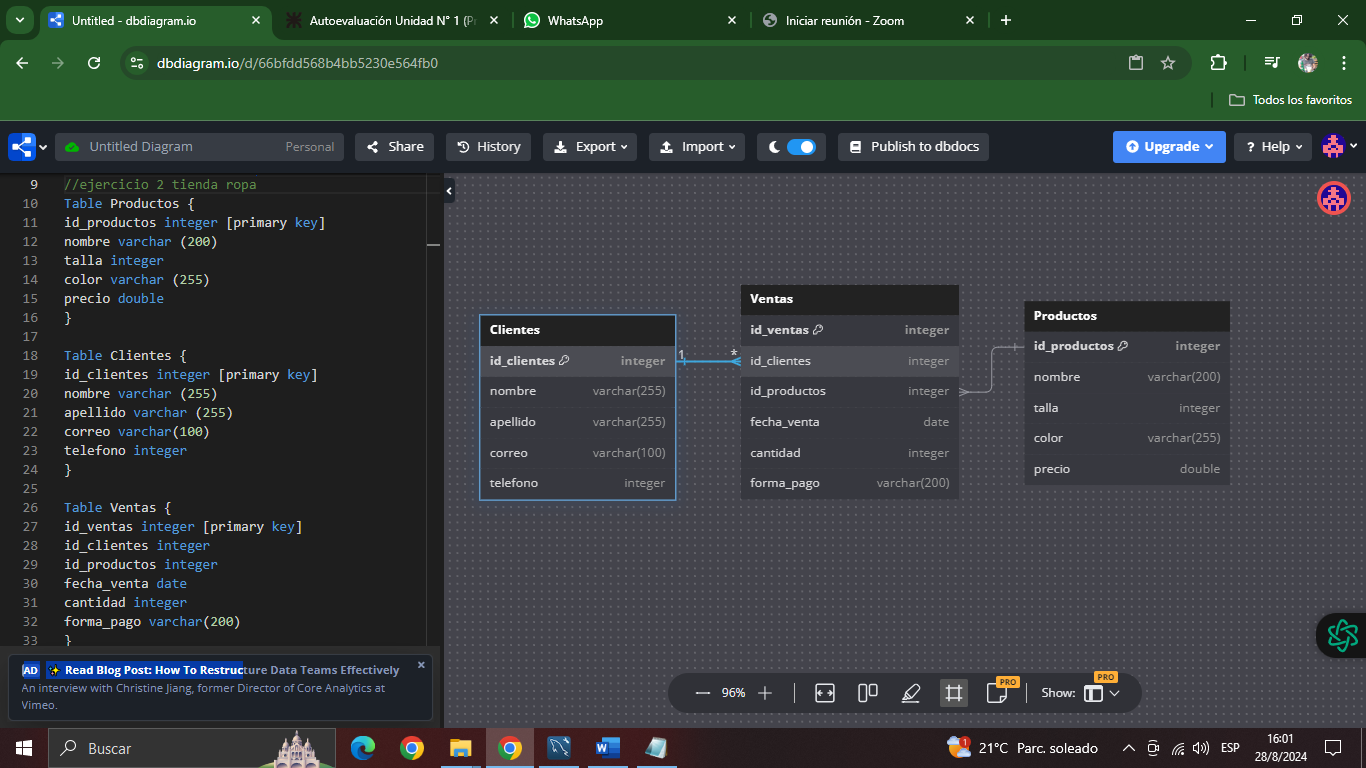 Untitled - dbdiagram.io
Autoevaluación Unidad N° 1 (Pr
WhatsApp
Iniciar reunión - Zoom
dbdiagram.io/d/66bfdd568b4bb5230e564fb0
Todos los favoritos
Untitled Diagram Personal
Share
History
Export
Import
Publish to dbdocs
Upgrade
? Help
9 //ejercicio 2 tienda ropa
10 Table Productos {
11 id_productos integer [primary key]
12 nombre varchar (200)
13 talla integer
14 color varchar (255)
15 precio double
16 }
17
18 Table Clientes {
19 id_clientes integer [primary key]
20 nombre varchar (255)
21 apellido varchar (255)
22 correo varchar(100)
23 telefono integer
24 }
25
26 Table Ventas {
27 id_ventas integer [primary key]
28 id_clientes integer
29 id_productos integer
30 fecha_venta date
31 cantidad integer
32 forma_pago varchar(200)
33 }
AD ✨ Read Blog Post: How To Restructure Data Teams Effectively
An interview with Christine Jiang, former Director of Core Analytics at
Vimeo.
Clientes
id_clientes integer
nombre varchar(255)
apellido varchar(255)
correo varchar(100)
telefono integer
1 *
Ventas
id_ventas integer
id_clientes integer
id_productos integer
fecha_venta date
cantidad integer
forma_pago varchar(200)
Productos
id_productos integer
nombre varchar(200)
talla integer
color varchar(255)
precio double
96%
PRO
Show:
PRO
Buscar
1
21°C Parc. soleado
ESP
16:01
28/8/2024